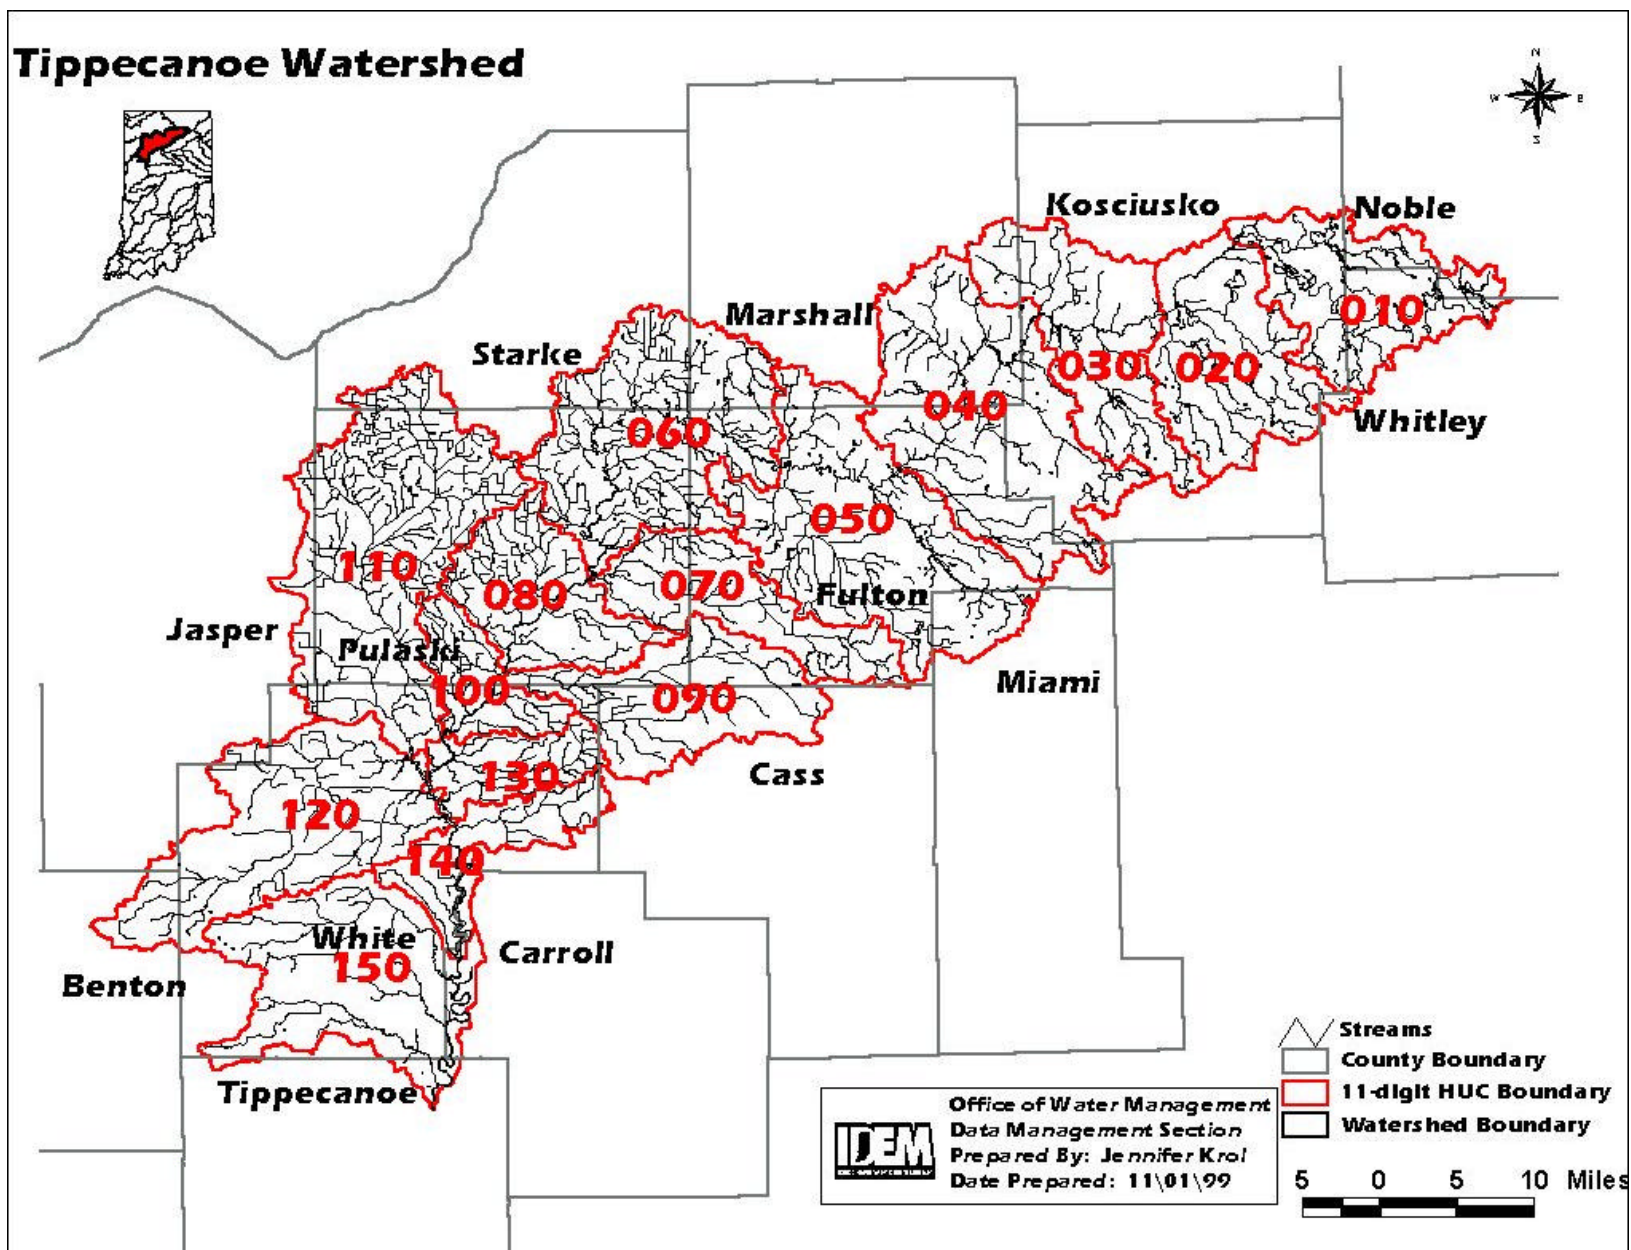 Tippecanoe Watershed
N
W E
S
Kosciusko
Noble
010
Marshall
Starke
030
020
040
Whitley
060
050
110
080
070
Fulton
Jasper
Pulaski
100
090
Miami
130
Cass
120
140
White
Carroll
150
Benton
Tippecanoe
Streams
County Boundary
11-digit HUC Boundary
Watershed Boundary
IDEM
Office of Water Management
Data Management Section
Prepared By: Jennifer Krol
Date Prepared: 11\01\99
5 0 5 10 Miles